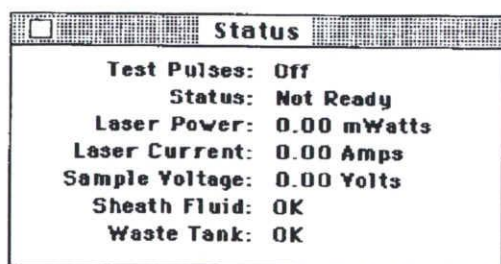 Status
Test Pulses: Off
Status: Not Ready
Laser Power: 0.00 mWatts
Laser Current: 0.00 Amps
Sample Voltage: 0.00 Volts
Sheath Fluid: OK
Waste Tank: OK